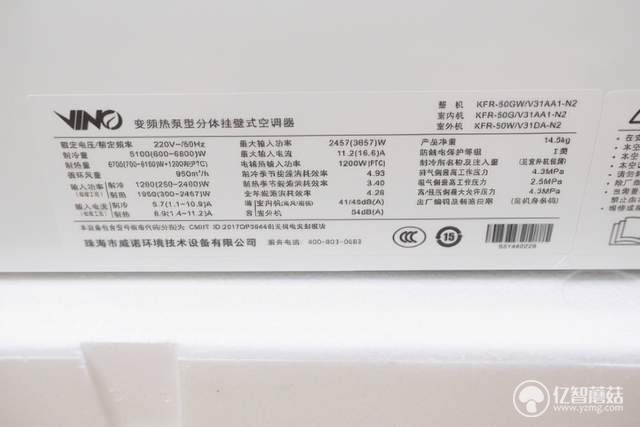 VINO 变频热泵型分体挂壁式空调器
整 机 KFR-50GW/V31AA1-N2
室内机 KFR-50G/V31AA1-N2
室外机 KFR-50W/V31DA-N2
额定电压/额定频率 220V~/50Hz
制冷量 5100(600-6800)W
制热量 6700(700-8160)W+1200W(PTC)
循环风量 950m³/h
输入功率 制冷 1260(250-2400)W
制热 1950(300-2457)W
输入电流 制冷 5.7(1.1-10.9)A
制热 8.9(1.4-11.2)A
最大输入功率 2457(3657)W
最大输入电流 11.2(16.6)A
电辅热输入功率 1200W(PTC)
制冷季节能源消耗效率 4.93
制热季节能源消耗效率 3.40
全年能源消耗效率 4.26
噪 室内机 41/48dB(A)
音 室外机 54dB(A)
产品净重量 14.5kg
防触电保护等级 I类
制冷剂名称及注入量 (见室外机铭牌)
排气侧最高工作压力 4.3MPa
吸气侧最高工作压力 2.5MPa
高/低压侧最大允许压力 4.3MPa
出厂编码及制造日期 (见机身条码)
珠海市威诺环境技术设备有限公司
服务电话:
CCC
15
亿智蘑菇
www.yzmg.com